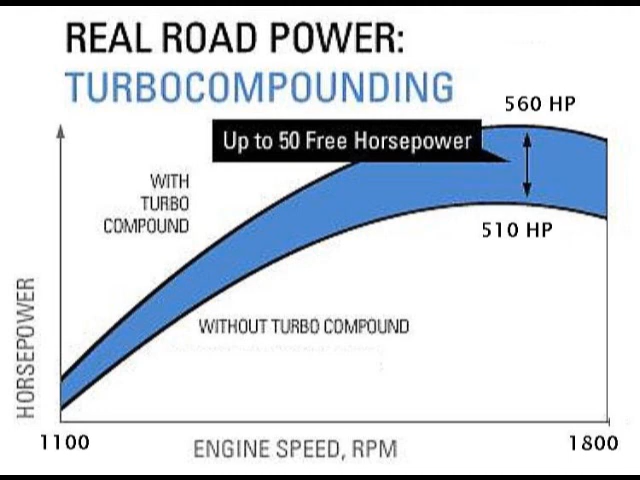 REAL ROAD POWER:
TURBOCOMPOUNDING
560 HP
Up to 50 Free Horsepower
WITH
TURBO
COMPOUND
510 HP
WITHOUT TURBO COMPOUND
HORSEPOWER
1100
ENGINE SPEED, RPM
1800